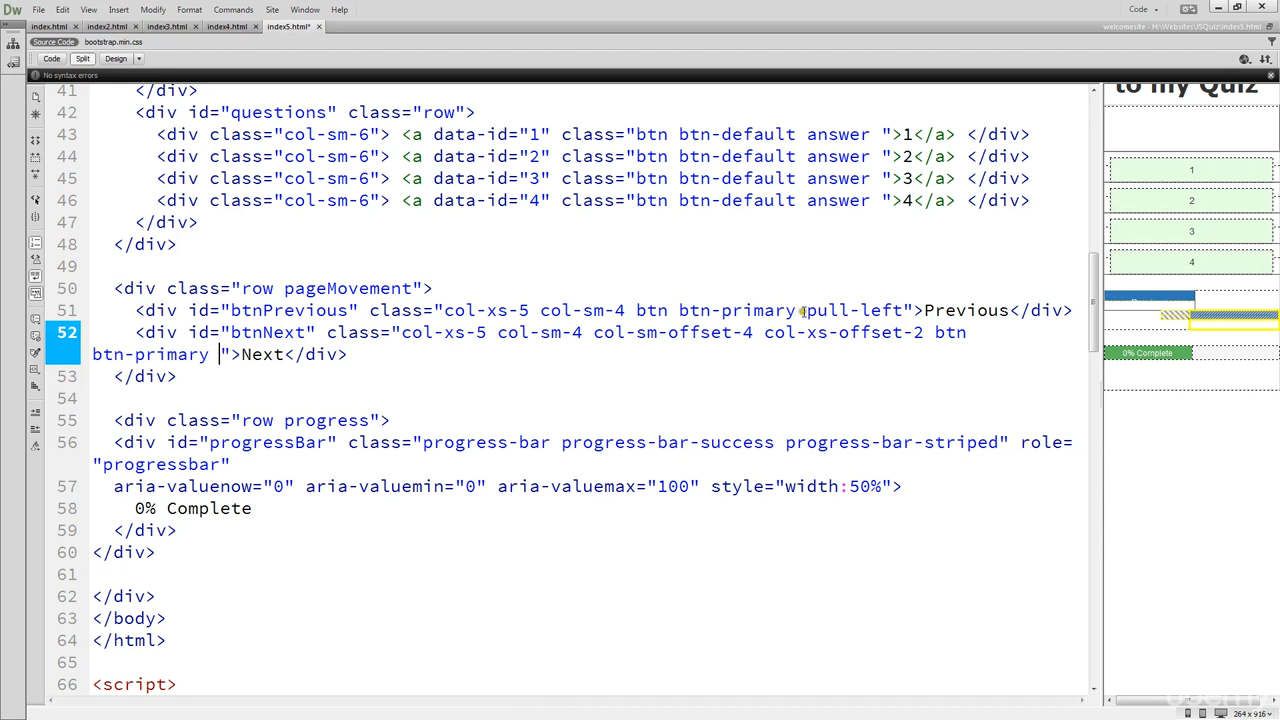 Dw File Edit View Insert Modify Format Commands Site Window Help Code
index.html × index2.html × index3.html × index4.html × index5.html* × welcomesite - H:\Websites\JSQuiz\index5.html
Source Code bootstrap.min.css
Code Split Design
No syntax errors
41 </div>
42 <div id="questions" class="row">
43 <div class="col-sm-6"> <a data-id="1" class="btn btn-default answer ">1</a> </div>
44 <div class="col-sm-6"> <a data-id="2" class="btn btn-default answer ">2</a> </div>
45 <div class="col-sm-6"> <a data-id="3" class="btn btn-default answer ">3</a> </div>
46 <div class="col-sm-6"> <a data-id="4" class="btn btn-default answer ">4</a> </div>
47 </div>
48 </div>
49
50 <div class="row pageMovement">
51 <div id="btnPrevious" class="col-xs-5 col-sm-4 btn btn-primary pull-left">Previous</div>
52 <div id="btnNext" class="col-xs-5 col-sm-4 col-sm-offset-4 col-xs-offset-2 btn
btn-primary ">Next</div>
53 </div>
54
55 <div class="row progress">
56 <div id="progressBar" class="progress-bar progress-bar-success progress-bar-striped" role=
"progressbar"
57 aria-valuenow="0" aria-valuemin="0" aria-valuemax="100" style="width:50%">
58 0% Complete
59 </div>
60 </div>
61
62 </div>
63 </body>
64 </html>
65
66 <script>
to my Quiz
1
2
3
4
0% Complete
264 x 916